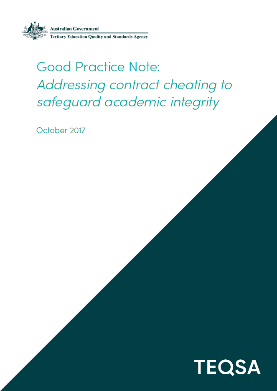 Australian Government
Tertiary Education Quality and Standards Agency
Good Practice Note:
Addressing contract cheating to
safeguard academic integrity
October 2017
TEQSA